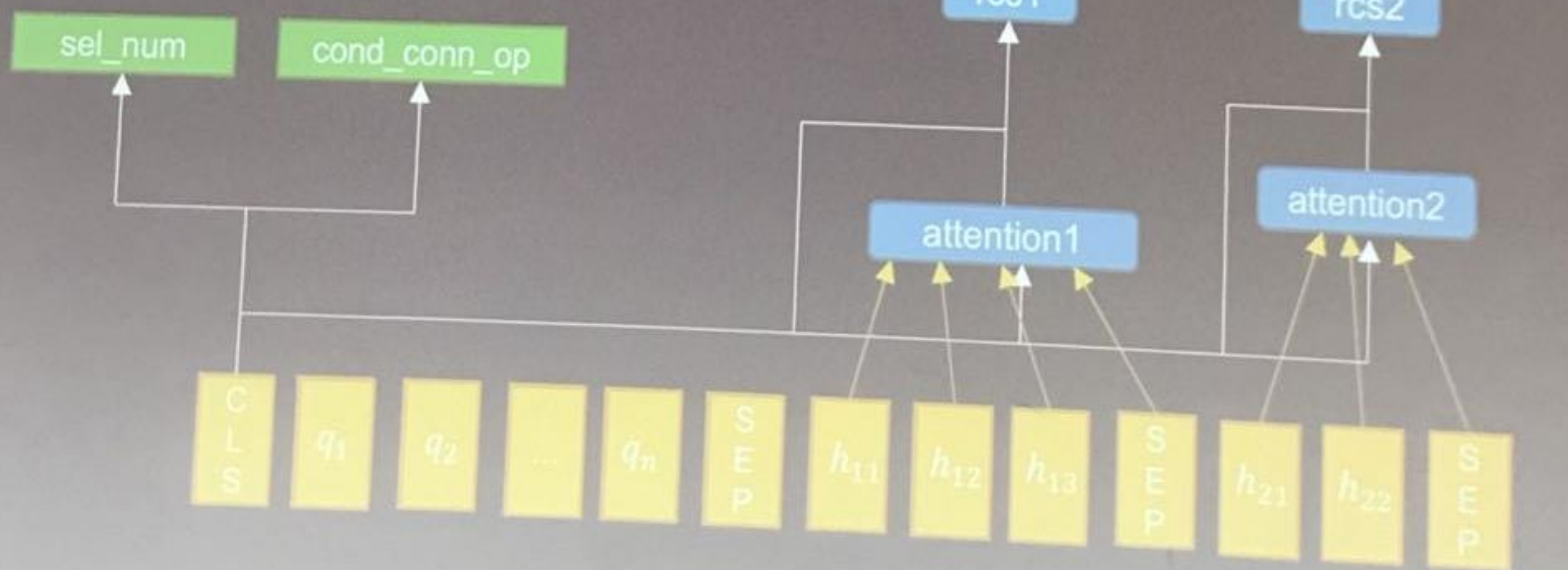 sel_num
cond_conn_op
rcs2
attention1
attention2
CLS
q₁
q₂
...
qₙ
SEP
h₁₁
h₁₂
h₁₃
SEP
h₂₁
h₂₂
SEP